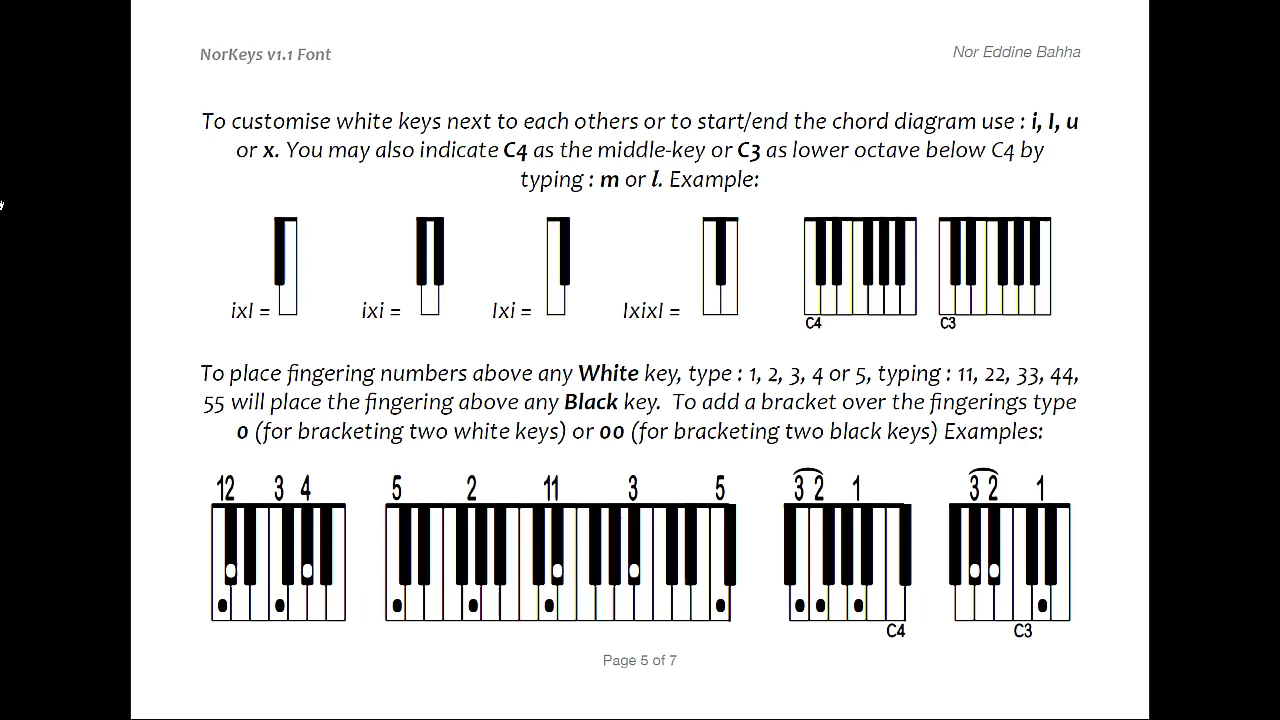 NorKeys v1.1 Font
Nor Eddine Bahha
To customise white keys next to each others or to start/end the chord diagram use : i, I, u
or x. You may also indicate C4 as the middle-key or C3 as lower octave below C4 by
typing : m or l. Example:
ixI = ixi = Ixi = IxixI =
C4 C3
To place fingering numbers above any White key, type : 1, 2, 3, 4 or 5, typing : 11, 22, 33, 44,
55 will place the fingering above any Black key. To add a bracket over the fingerings type
0 (for bracketing two white keys) or 00 (for bracketing two black keys) Examples:
12 3 4 5 2 11 3 5 3 2 1 3 2 1
C4 C3
Page 5 of 7